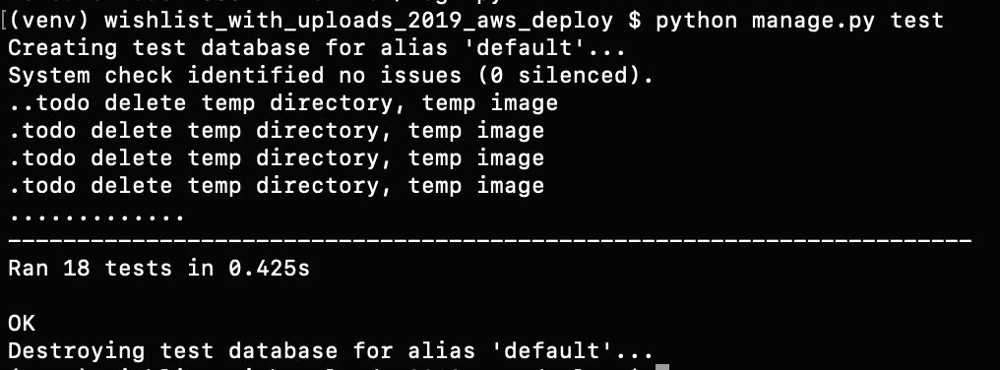 [(venv) wishlist_with_uploads_2019_aws_deploy $ python manage.py test
Creating test database for alias 'default'...
System check identified no issues (0 silenced).
..todo delete temp directory, temp image
.todo delete temp directory, temp image
.todo delete temp directory, temp image
.todo delete temp directory, temp image
.............
----------------------------------------------------------------------
Ran 18 tests in 0.425s
OK
Destroying test database for alias 'default'...